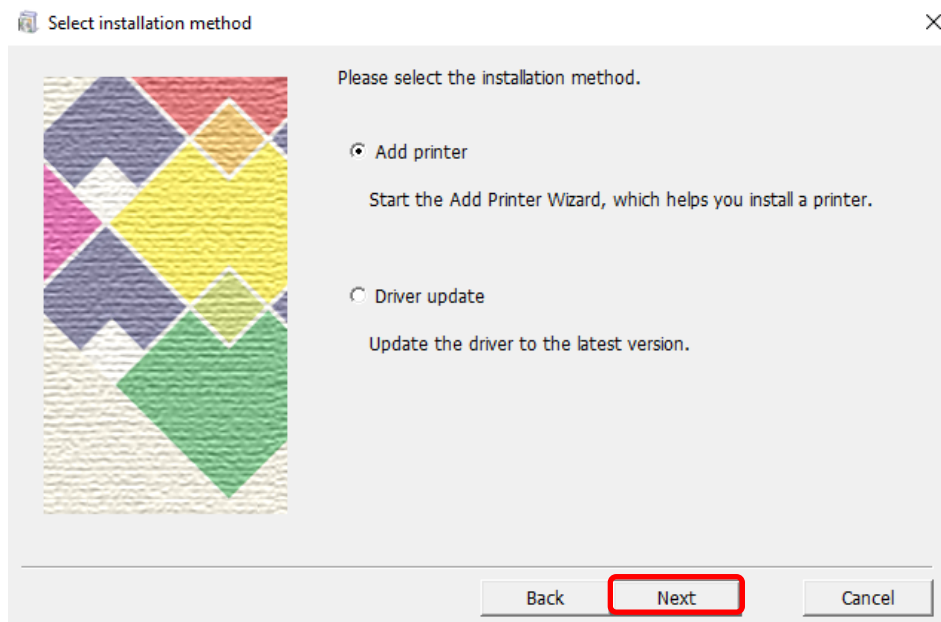 Select installation method
Please select the installation method.
Add printer
Start the Add Printer Wizard, which helps you install a printer.
Driver update
Update the driver to the latest version.
Back
Next
Cancel